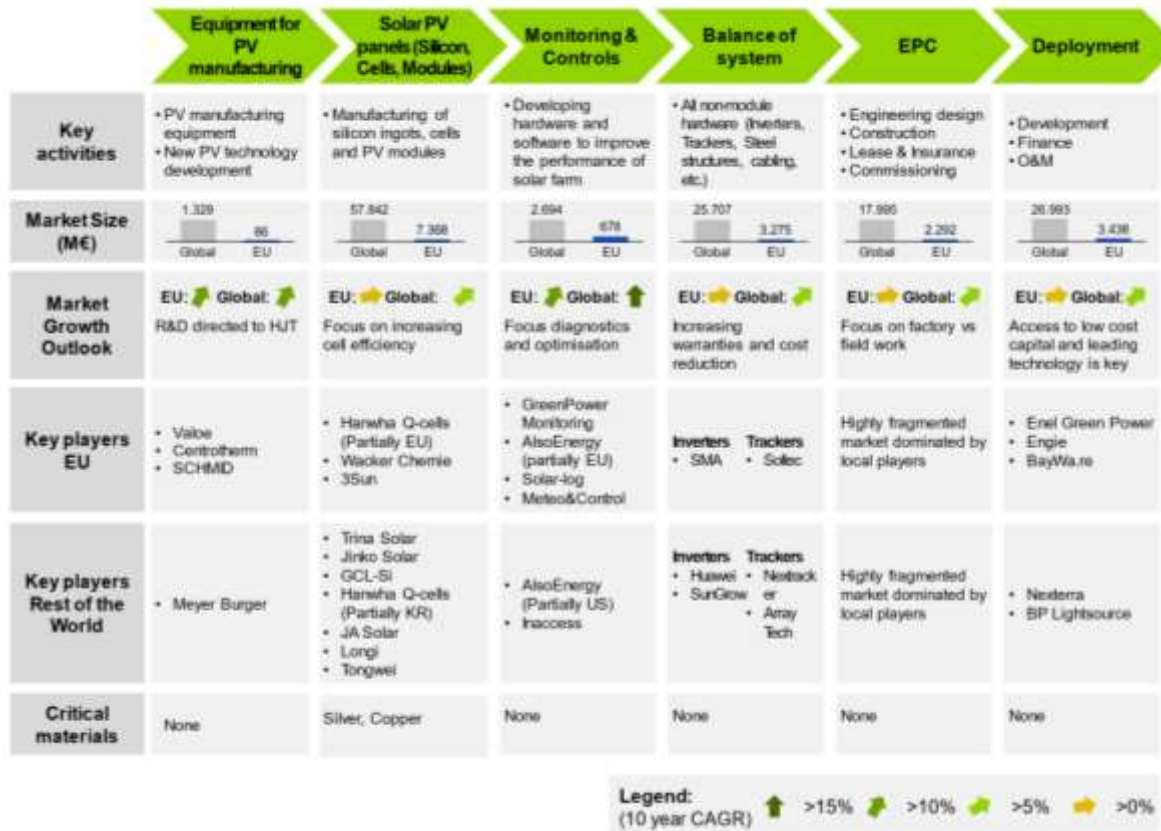 Equipment for
PV
manufacturing
Solar PV
panels (Silicon,
Cells, Modules)
Monitoring &
Controls
Balance of
system
EPC
Deployment
Key
activities
• PV manufacturing
equipment
• New PV technology
development
• Manufacturing of
silicon ingots, cells
and PV modules
• Developing
hardware and
software to improve
the performance of
solar farm
• All non-module
hardware (Inverters,
Trackers, Steel
structures, cabling,
etc.)
• Engineering design
• Construction
• Lease & Insurance
• Commissioning
• Development
• Finance
• O&M
Market Size
(M€)
1.329
86
Global EU
57.842
7.368
Global EU
2.694
678
Global EU
25.707
3.275
Global EU
17.995
2.292
Global EU
26.993
3.438
Global EU
Market
Growth
Outlook
EU: Global:
R&D directed to HJT
EU: Global:
Focus on increasing
cell efficiency
EU: Global:
Focus diagnostics
and optimisation
EU: Global:
Increasing
warranties and cost
reduction
EU: Global:
Focus on factory vs
field work
EU: Global:
Access to low cost
capital and leading
technology is key
Key players
EU
• Valoe
• Centrotherm
• SCHMID
• Hanwha Q-cells
(Partially EU)
• Wacker Chemie
• 3Sun
• GreenPower
Monitoring
• AlsoEnergy
(partially EU)
• Solar-log
• Meteo&Control
Inverters Trackers
• SMA • Soltec
Highly fragmented
market dominated by
local players
• Enel Green Power
• Engie
• BayWa.re
Key players
Rest of the
World
• Meyer Burger
• Trina Solar
• Jinko Solar
• GCL-Si
• Hanwha Q-cells
(Partially KR)
• JA Solar
• Longi
• Tongwei
• AlsoEnergy
(Partially US)
• Inaccess
Inverters Trackers
• Huawei • Nextrack
• SunGrow er
• Array
Tech
Highly fragmented
market dominated by
local players
• Nexterra
• BP Lightsource
Critical
materials
None
Silver, Copper
None
None
None
None
Legend:
(10 year CAGR) >15% >10% >5% >0%